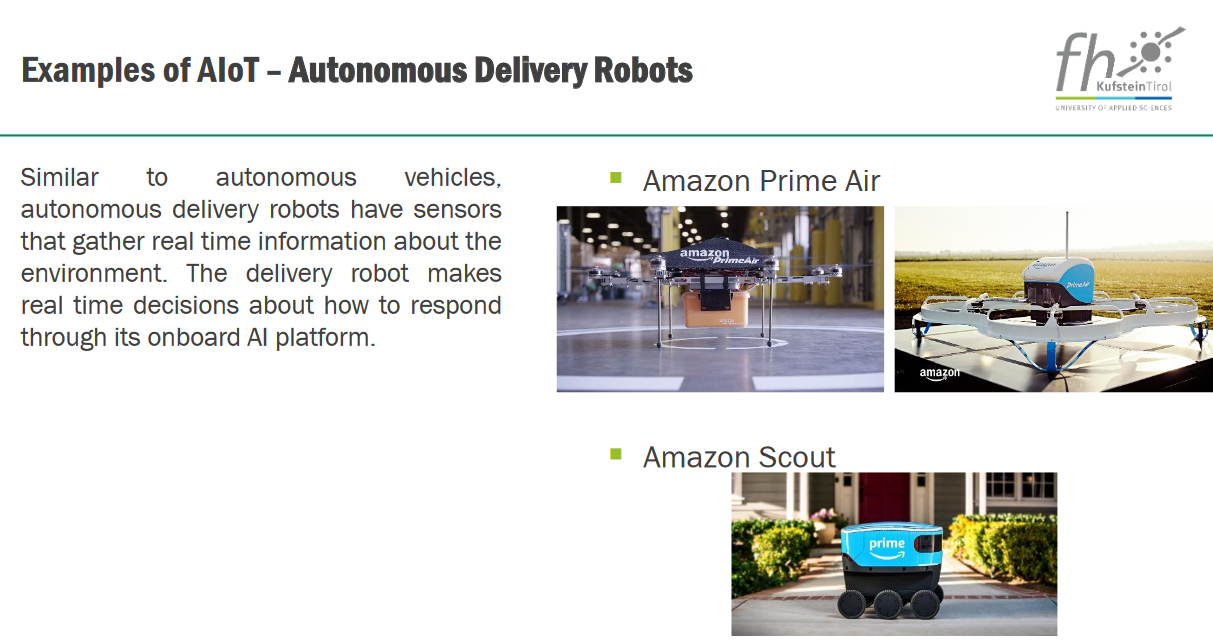 Examples of AIoT – Autonomous Delivery Robots
fh
KufsteinTirol
UNIVERSITY OF APPLIED SCIENCES
Similar to autonomous vehicles,
autonomous delivery robots have sensors
that gather real time information about the
environment. The delivery robot makes
real time decisions about how to respond
through its onboard AI platform.
Amazon Prime Air
amazon
PrimeAir
PrimeAir
amazon
Amazon Scout
prime